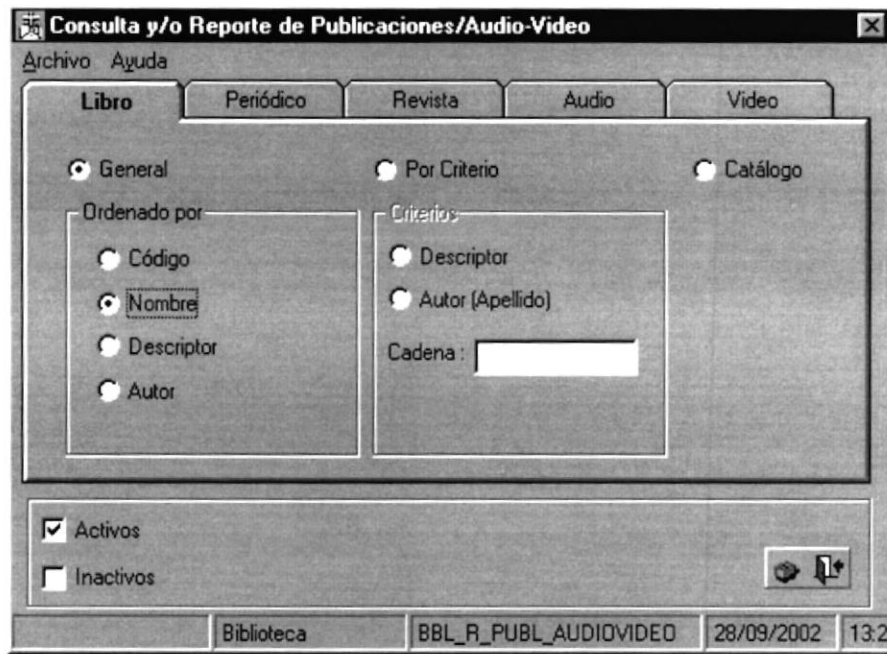 Consulta y/o Reporte de Publicaciones/Audio-Video
Archivo Ayuda
Libro Periódico Revista Audio Video
General Por Criterio Catálogo
Ordenado por Criterios
Código Descriptor
Nombre Autor (Apellido)
Descriptor Cadena :
Autor
Activos
Inactivos
Biblioteca BBL_R_PUBL_AUDIOVIDEO 28/09/2002 13:2